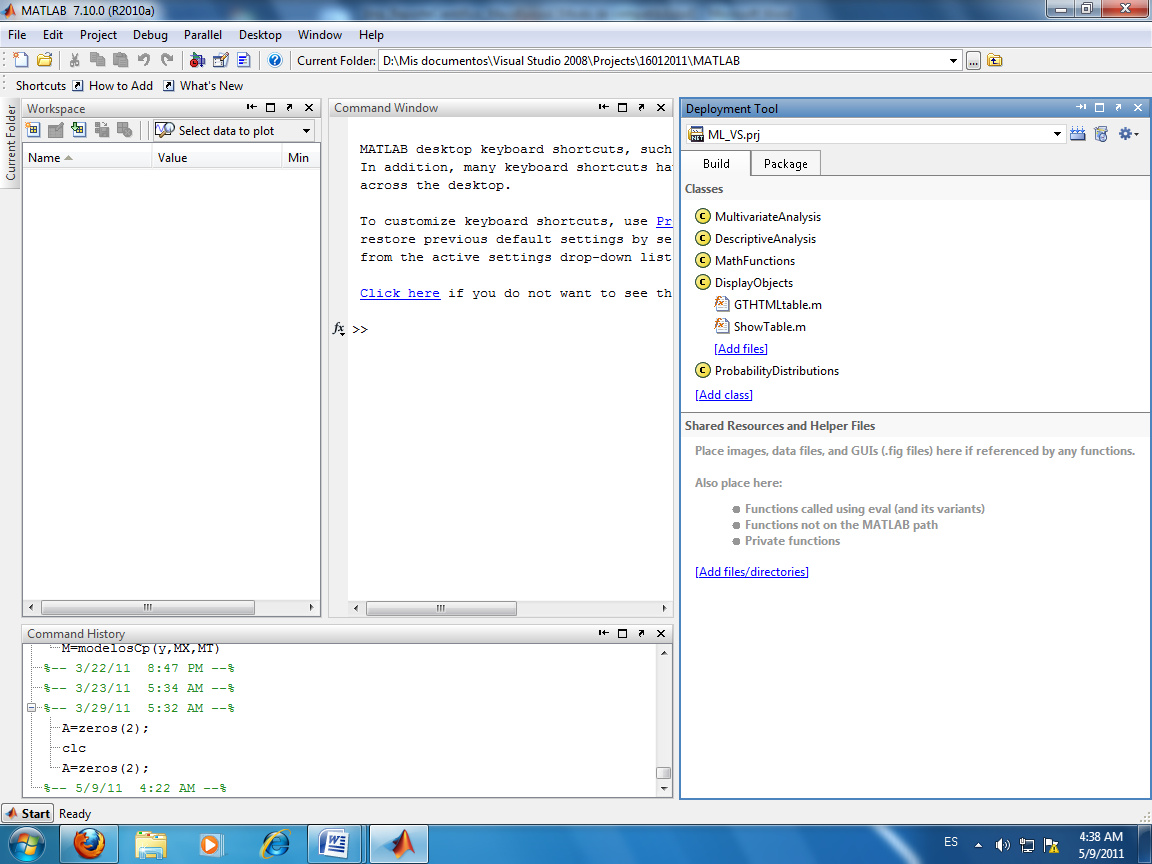 MATLAB 7.10.0 (R2010a)
File Edit Project Debug Parallel Desktop Window Help
Current Folder: D:\Mis documentos\Visual Studio 2008\Projects\16012011\MATLAB
Shortcuts How to Add What's New
Current Folder
Workspace
Select data to plot
Name Value Min
Command Window
MATLAB desktop keyboard shortcuts, such
In addition, many keyboard shortcuts ha
across the desktop.
To customize keyboard shortcuts, use Pr
restore previous default settings by se
from the active settings drop-down list
Click here if you do not want to see th
fx >>
Deployment Tool
ML_VS.prj
Build Package
Classes
MultivariateAnalysis
DescriptiveAnalysis
MathFunctions
DisplayObjects
GTHTMLtable.m
ShowTable.m
[Add files]
ProbabilityDistributions
[Add class]
Shared Resources and Helper Files
Place images, data files, and GUIs (.fig files) here if referenced by any functions.
Also place here:
Functions called using eval (and its variants)
Functions not on the MATLAB path
Private functions
[Add files/directories]
Command History
M=modelosCp(y,MX,MT)
%-- 3/22/11 8:47 PM --%
%-- 3/23/11 5:34 AM --%
%-- 3/29/11 5:32 AM --%
A=zeros(2);
clc
A=zeros(2);
%-- 5/9/11 4:22 AM --%
Start Ready
ES
4:38 AM
5/9/2011